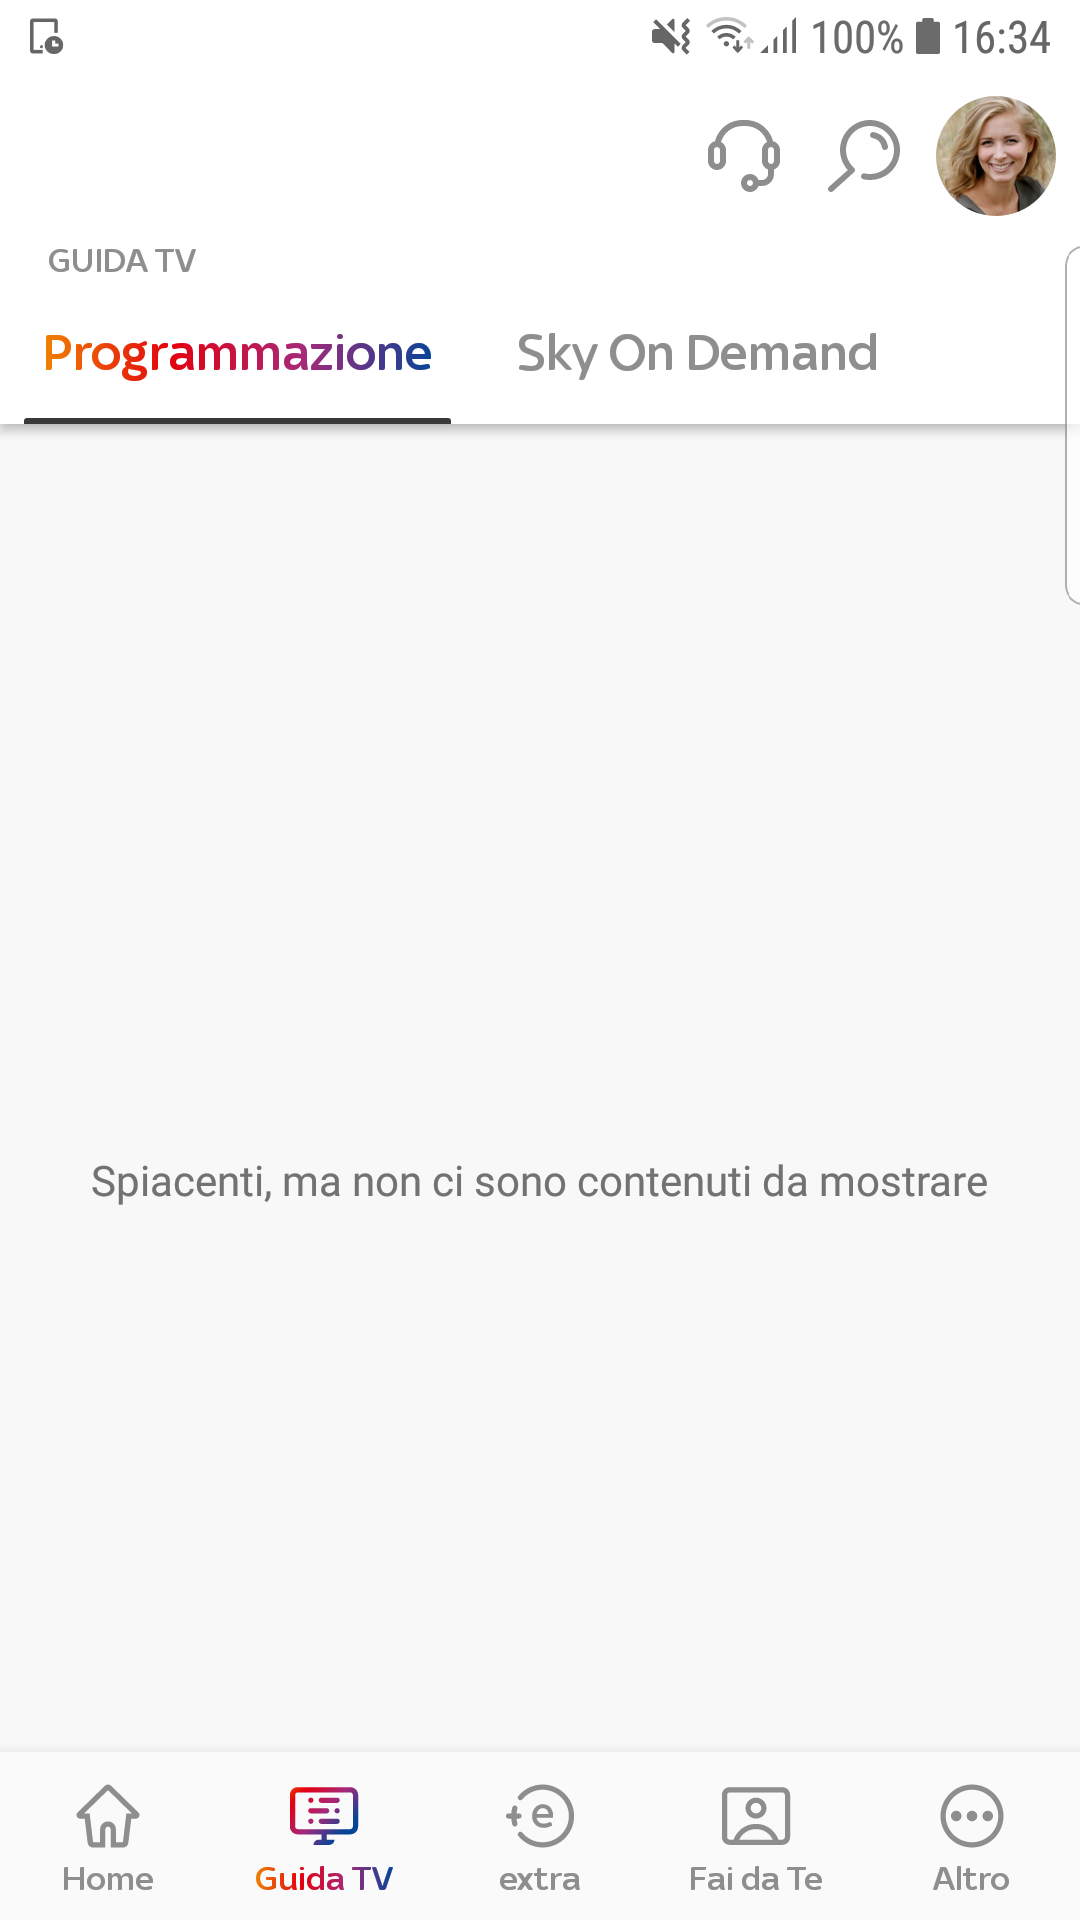 100% 16:34
GUIDA TV
Programmazione Sky On Demand
Spiacenti, ma non ci sono contenuti da mostrare
+e
Home Guida TV extra Fai da Te Altro